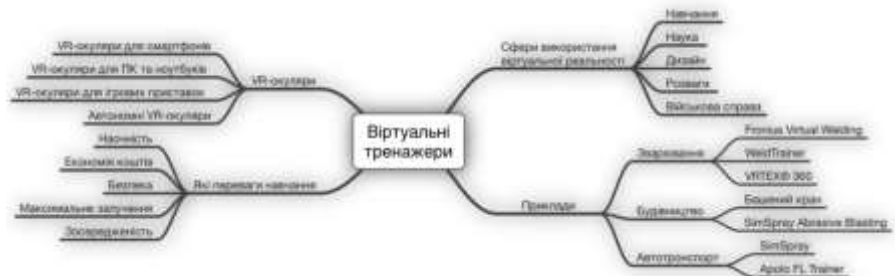 Віртуальні
тренажери
VR-окуляри
VR-окуляри для смартфонів
VR-окуляри для ПК та ноутбуків
VR-окуляри для ігрових приставок
Автономні VR-окуляри
Які переваги навчання
Наочність
Економія коштів
Безпека
Максимальне залучення
Зосередженість
Сфери використання
віртуальної реальності
Навчання
Наука
Дизайн
Розваги
Військова справа
Приклади
Зварювання
Fronius Virtual Welding
WeldTrainer
VRTEX® 360
Будівництво
Баштовий кран
SimSpray Abrasive Blasting
Автотранспорт
SimSpray
Apolo FL Trainer